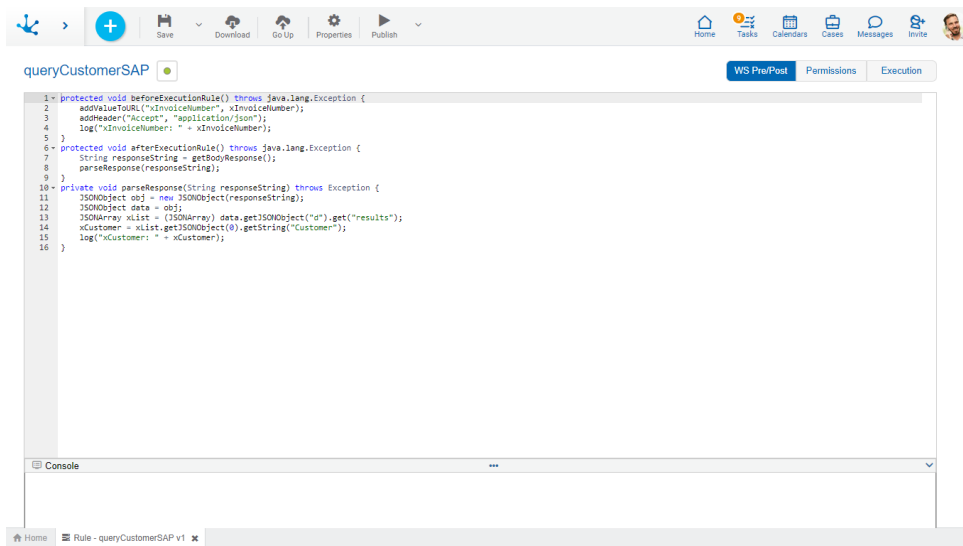 Save
Download
Go Up
Properties
Publish
Home
9
Tasks
Calendars
Cases
Messages
Invite
queryCustomerSAP
WS Pre/Post
Permissions
Execution
1 protected void beforeExecutionRule() throws java.lang.Exception {
2 addValueToURL("xInvoiceNumber", xInvoiceNumber);
3 addHeader("Accept", "application/json");
4 log("xInvoiceNumber: " + xInvoiceNumber);
5 }
6 protected void afterExecutionRule() throws java.lang.Exception {
7 String responseString = getBodyResponse();
8 parseResponse(responseString);
9 }
10 private void parseResponse(String responseString) throws Exception {
11 JSONObject obj = new JSONObject(responseString);
12 JSONObject data = obj;
13 JSONArray xList = (JSONArray) data.getJSONObject("d").get("results");
14 xCustomer = xList.getJSONObject(0).getString("Customer");
15 log("xCustomer: " + xCustomer);
16 }
Console
Home
Rule - queryCustomerSAP v1